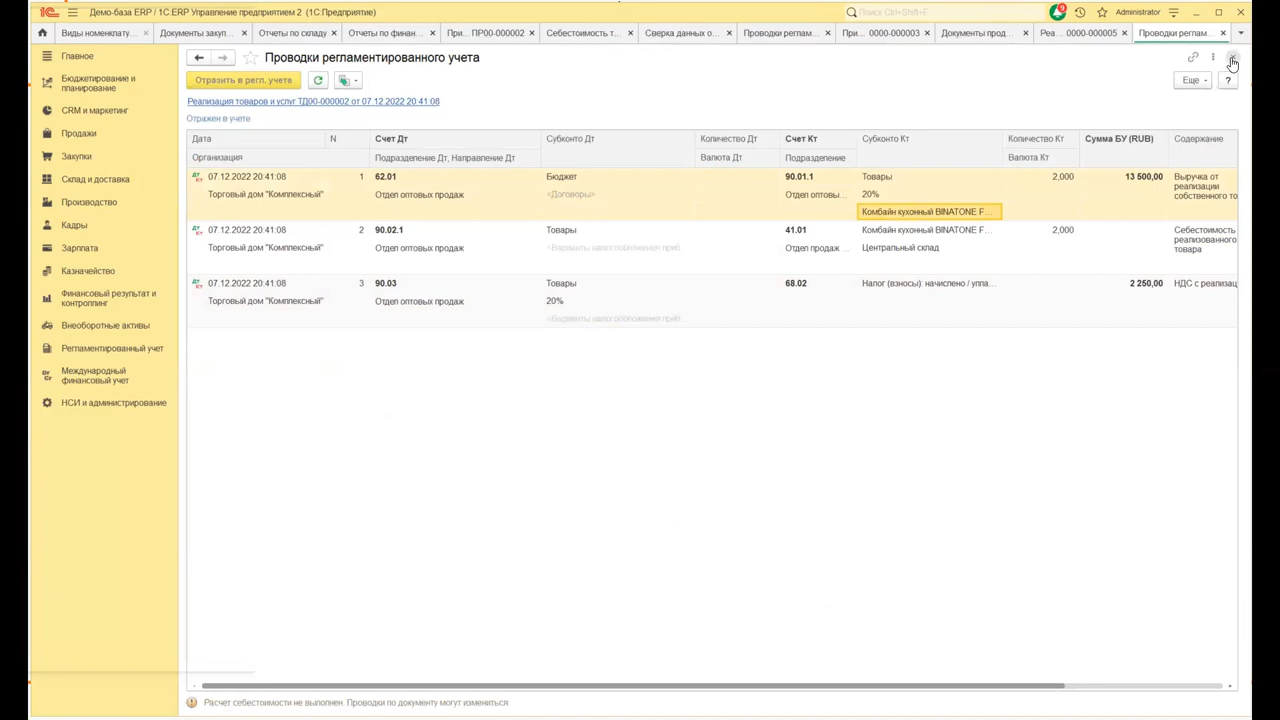 Демо-база ERP / 1С:ERP Управление предприятием 2 (1С:Предприятие)
Поиск Ctrl+Shift+F
Administrator
Виды номенклату...
Документы закуп...
Отчеты по складу
Отчеты по финан...
При... ПР00-000002
Себестоимость т...
Сверка данных о...
Проводки реглам...
При... 0000-000003
Документы прод...
Реа... 0000-000005
Проводки реглам...
Главное
Бюджетирование и
планирование
CRM и маркетинг
Продажи
Закупки
Склад и доставка
Производство
Кадры
Зарплата
Казначейство
Финансовый результат и
контроллинг
Внеоборотные активы
Регламентированный учет
Международный
финансовый учет
НСИ и администрирование
Проводки регламентированного учета
Отразить в регл. учете
Еще
?
Реализация товаров и услуг ТД00-000002 от 07.12.2022 20:41:08
Отражен в учете
Дата N Счет Дт Субконто Дт Количество Дт Счет Кт Субконто Кт Количество Кт Сумма БУ (RUB) Содержание
Организация Подразделение Дт, Направление Дт Валюта Дт Подразделение Валюта Кт
07.12.2022 20:41:08 1 62.01 Бюджет 90.01.1 Товары 2,000 13 500,00 Выручка от
реализации
собственного то
Торговый дом "Комплексный" Отдел оптовых продаж <Договоры> Отдел оптовы... 20%
Комбайн кухонный BINATONE F...
07.12.2022 20:41:08 2 90.02.1 Товары 41.01 Комбайн кухонный BINATONE F... 2,000 Себестоимость
реализованного
товара
Торговый дом "Комплексный" Отдел оптовых продаж <Варианты налогообложения приб... Отдел продаж ... Центральный склад
07.12.2022 20:41:08 3 90.03 Товары 68.02 Налог (взносы): начислено / упла... 2 250,00 НДС с реализац
Торговый дом "Комплексный" Отдел оптовых продаж 20%
<Варианты налогообложения приб...
Расчет себестоимости не выполнен Проводки по документу могут измениться